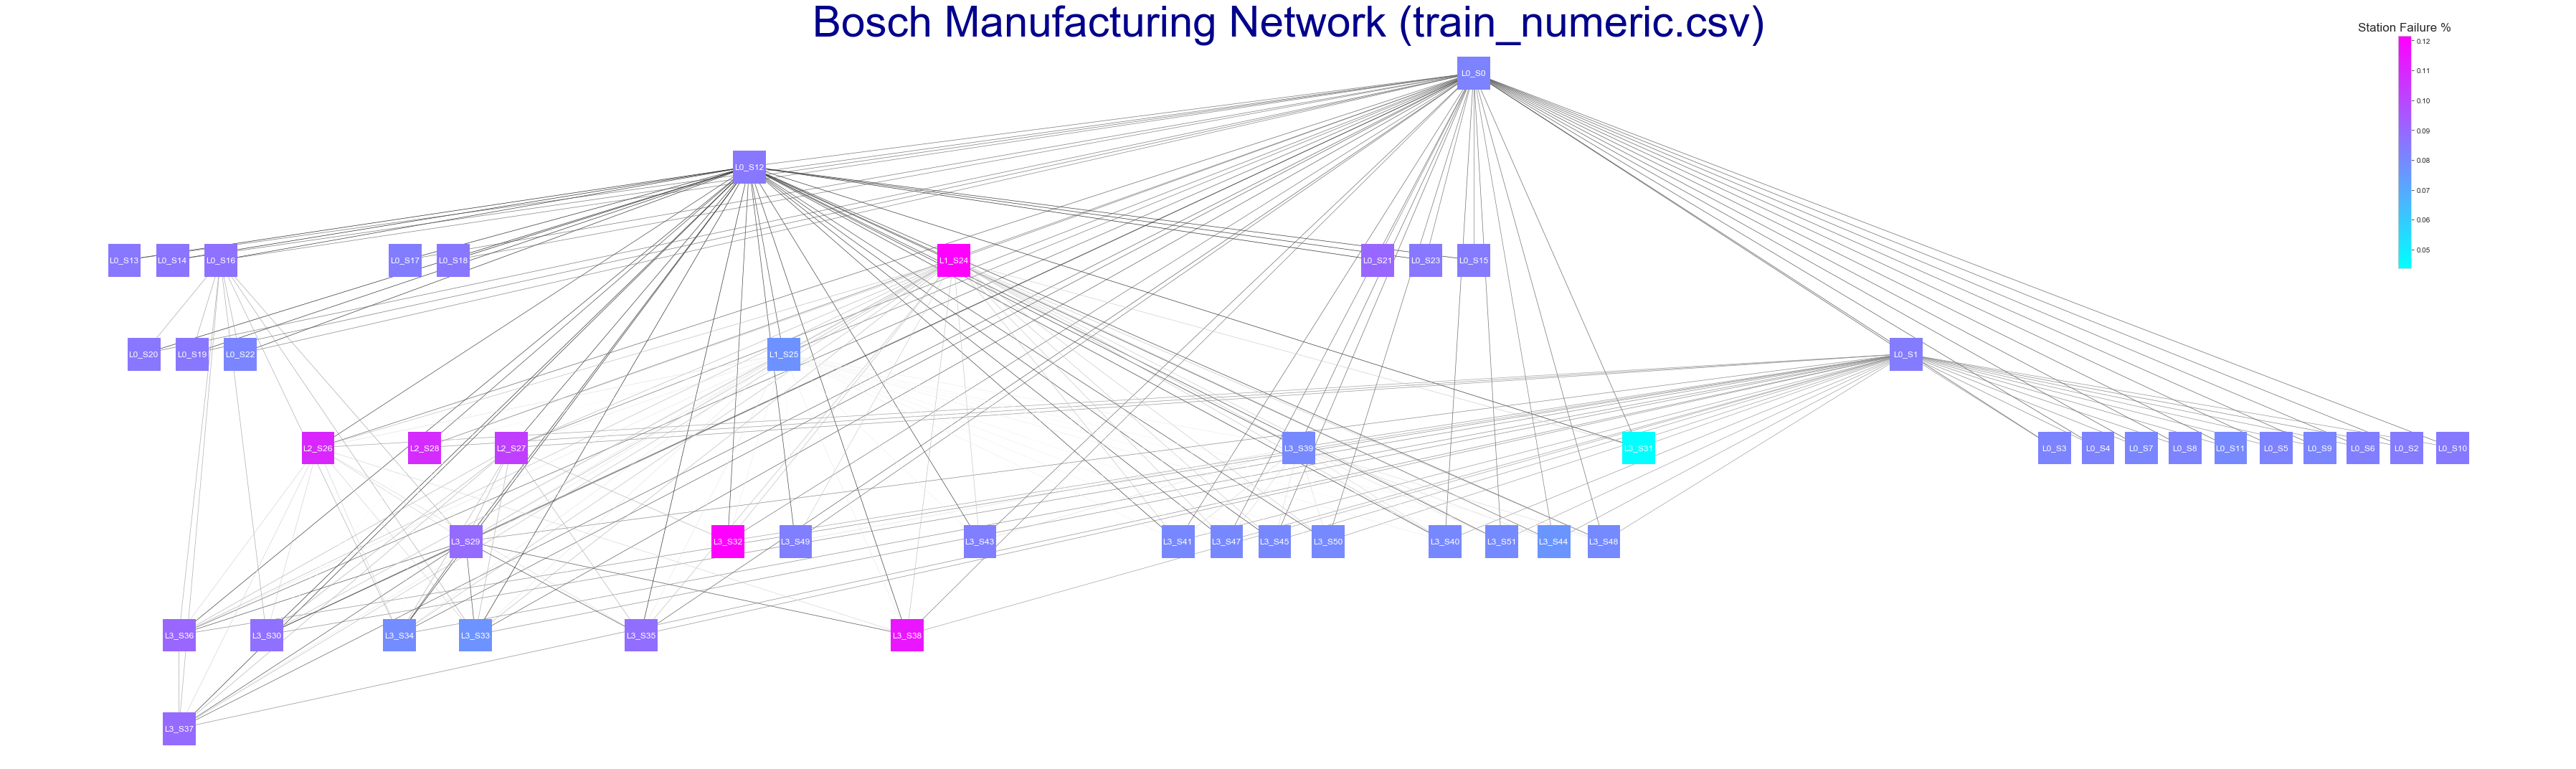 Bosch Manufacturing Network (train_numeric.csv)
Station Failure %
0.12
0.11
0.10
0.09
0.08
0.07
0.06
0.05
L0_S0
L0_S12
L0_S13 L0_S14 L0_S16 L0_S17 L0_S18 L1_S24 L0_S21 L0_S23 L0_S15
L0_S20 L0_S19 L0_S22 L1_S25 L0_S1
L2_S26 L2_S28 L2_S27 L3_S39 L3_S31 L0_S3 L0_S4 L0_S7 L0_S8 L0_S11 L0_S5 L0_S9 L0_S6 L0_S2 L0_S10
L3_S29 L3_S32 L3_S49 L3_S43 L3_S41 L3_S47 L3_S45 L3_S50 L3_S40 L3_S51 L3_S44 L3_S48
L3_S36 L3_S30 L3_S34 L3_S33 L3_S35 L3_S38
L3_S37